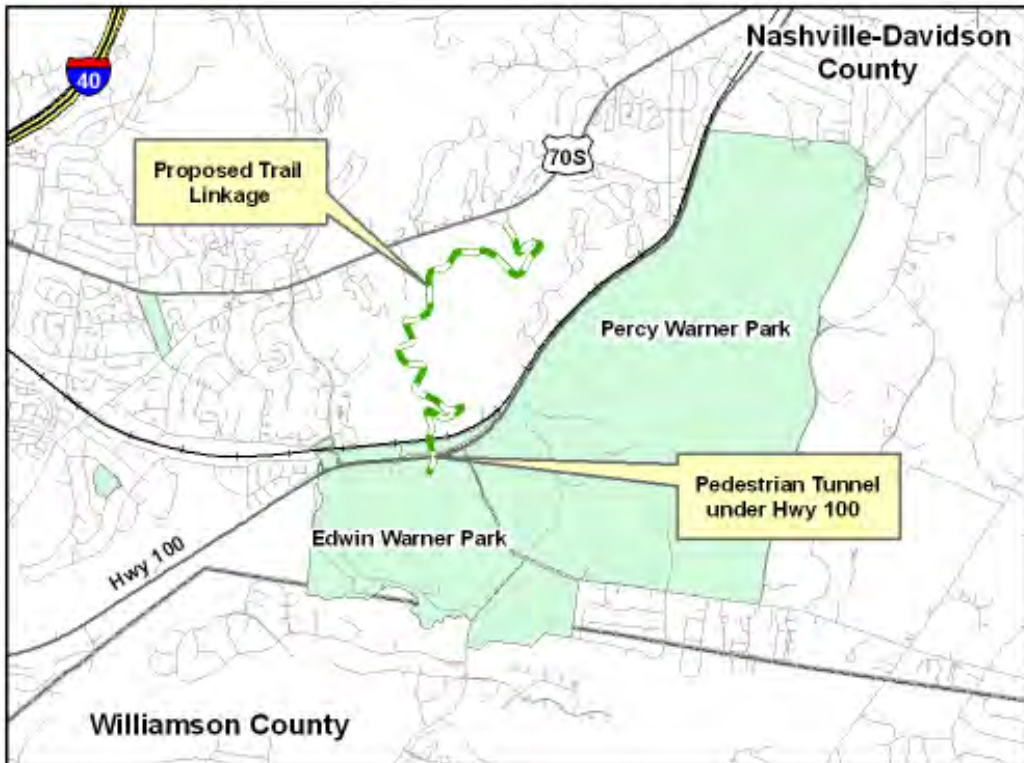 Nashville-Davidson
County
40
70S
Proposed Trail
Linkage
Percy Warner Park
Pedestrian Tunnel
under Hwy 100
Edwin Warner Park
Hwy 100
Williamson County